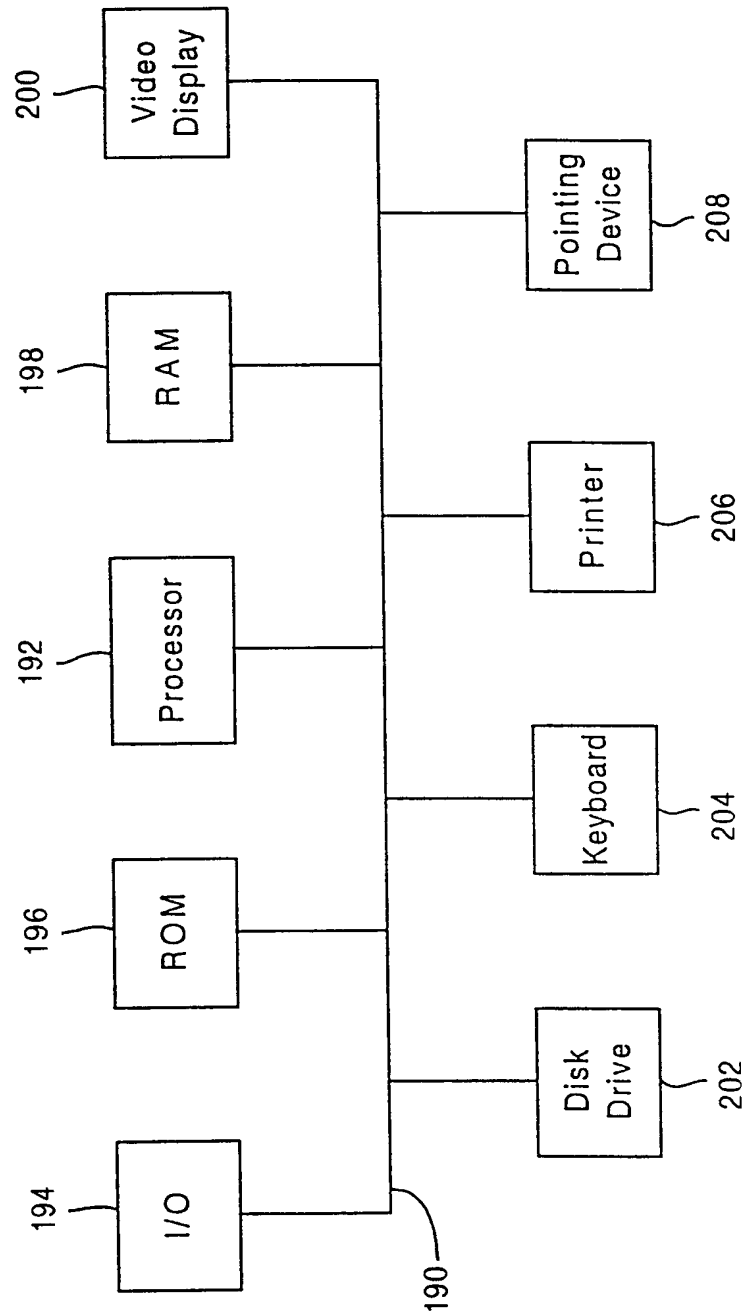 194
196
192
198
200
I/O
ROM
Processor
RAM
Video
Display
190
Disk
Drive
Keyboard
Printer
Pointing
Device
202
204
206
208